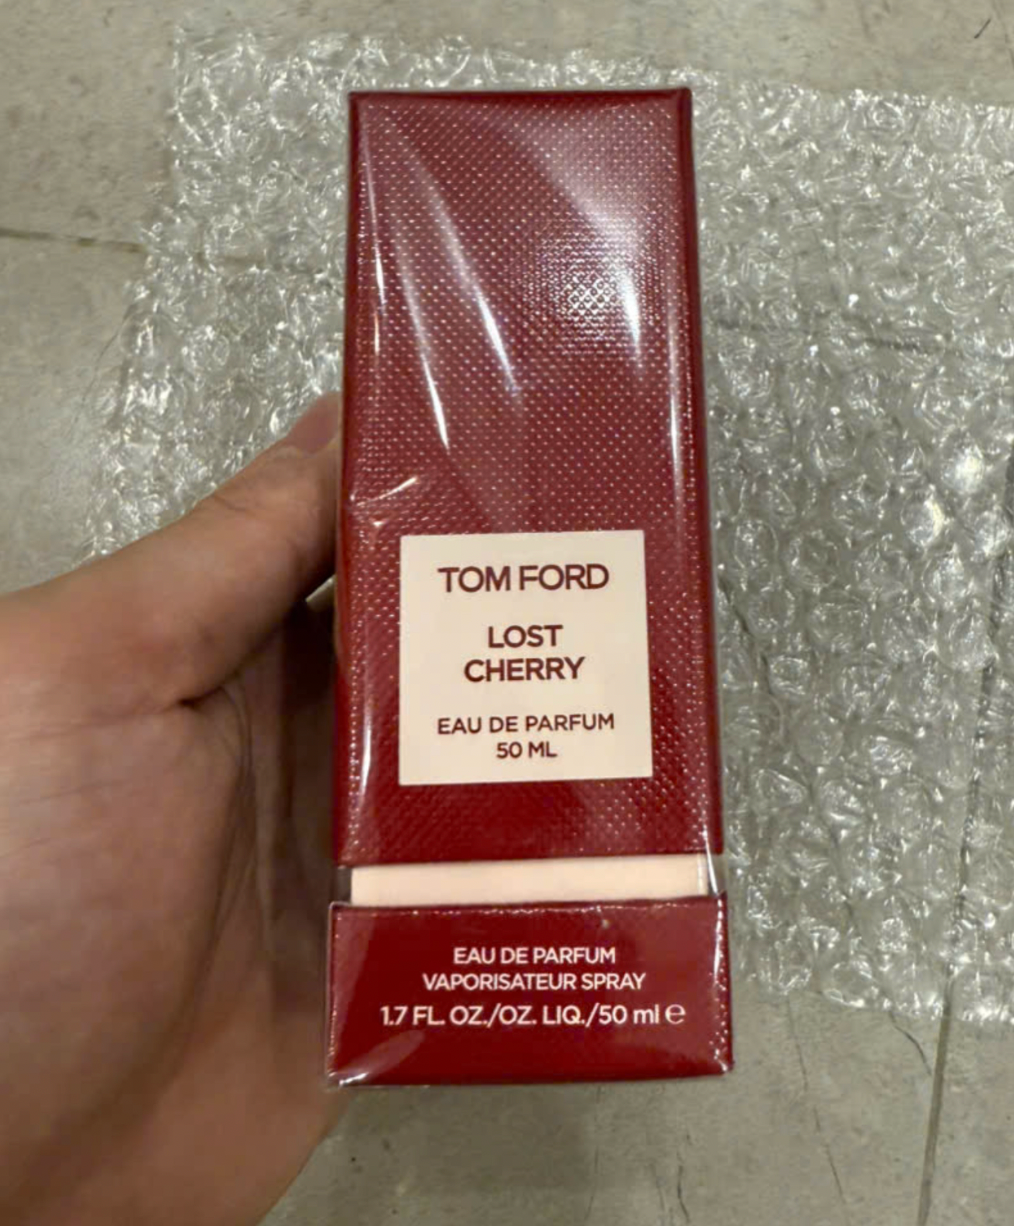 TOM FORD
LOST
CHERRY
EAU DE PARFUM
50 ML
EAU DE PARFUM
VAPORISATEUR SPRAY
1.7 FL. OZ./OZ. LIQ./50 ml ℮